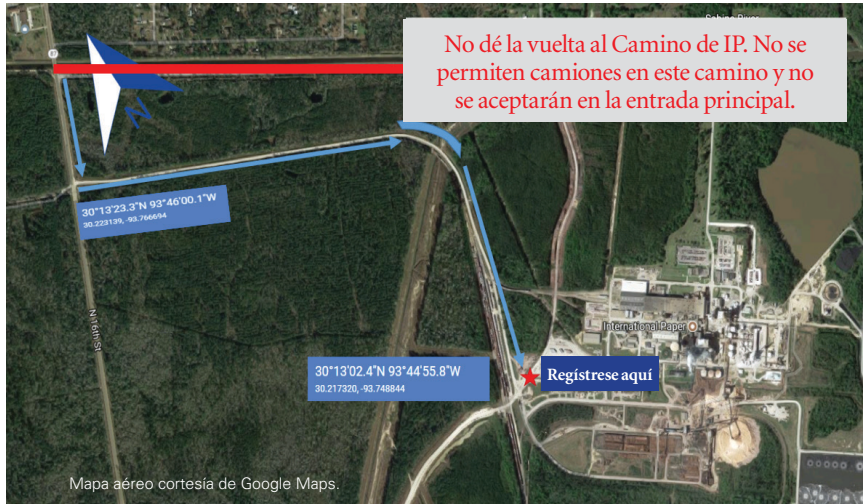 Sabine River
No dé la vuelta al Camino de IP. No se
permiten camiones en este camino y no
se aceptarán en la entrada principal.
87
N
30°13'23.3"N 93°46'00.1"W
30.223139, -93.766694
N 16th St
International Paper
30°13'02.4"N 93°44'55.8"W
30.217320, -93.748844
Regístrese aquí
Mapa aéreo cortesía de Google Maps.